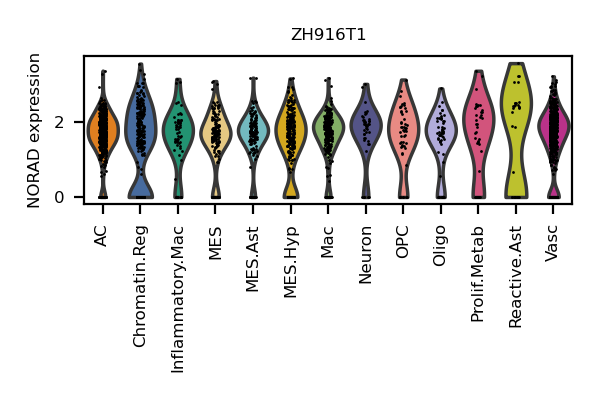 ZH916T1
NORAD expression
2
0
AC
Chromatin.Reg
Inflammatory.Mac
MES
MES.Ast
MES.Hyp
Mac
Neuron
OPC
Oligo
Prolif.Metab
Reactive.Ast
Vasc